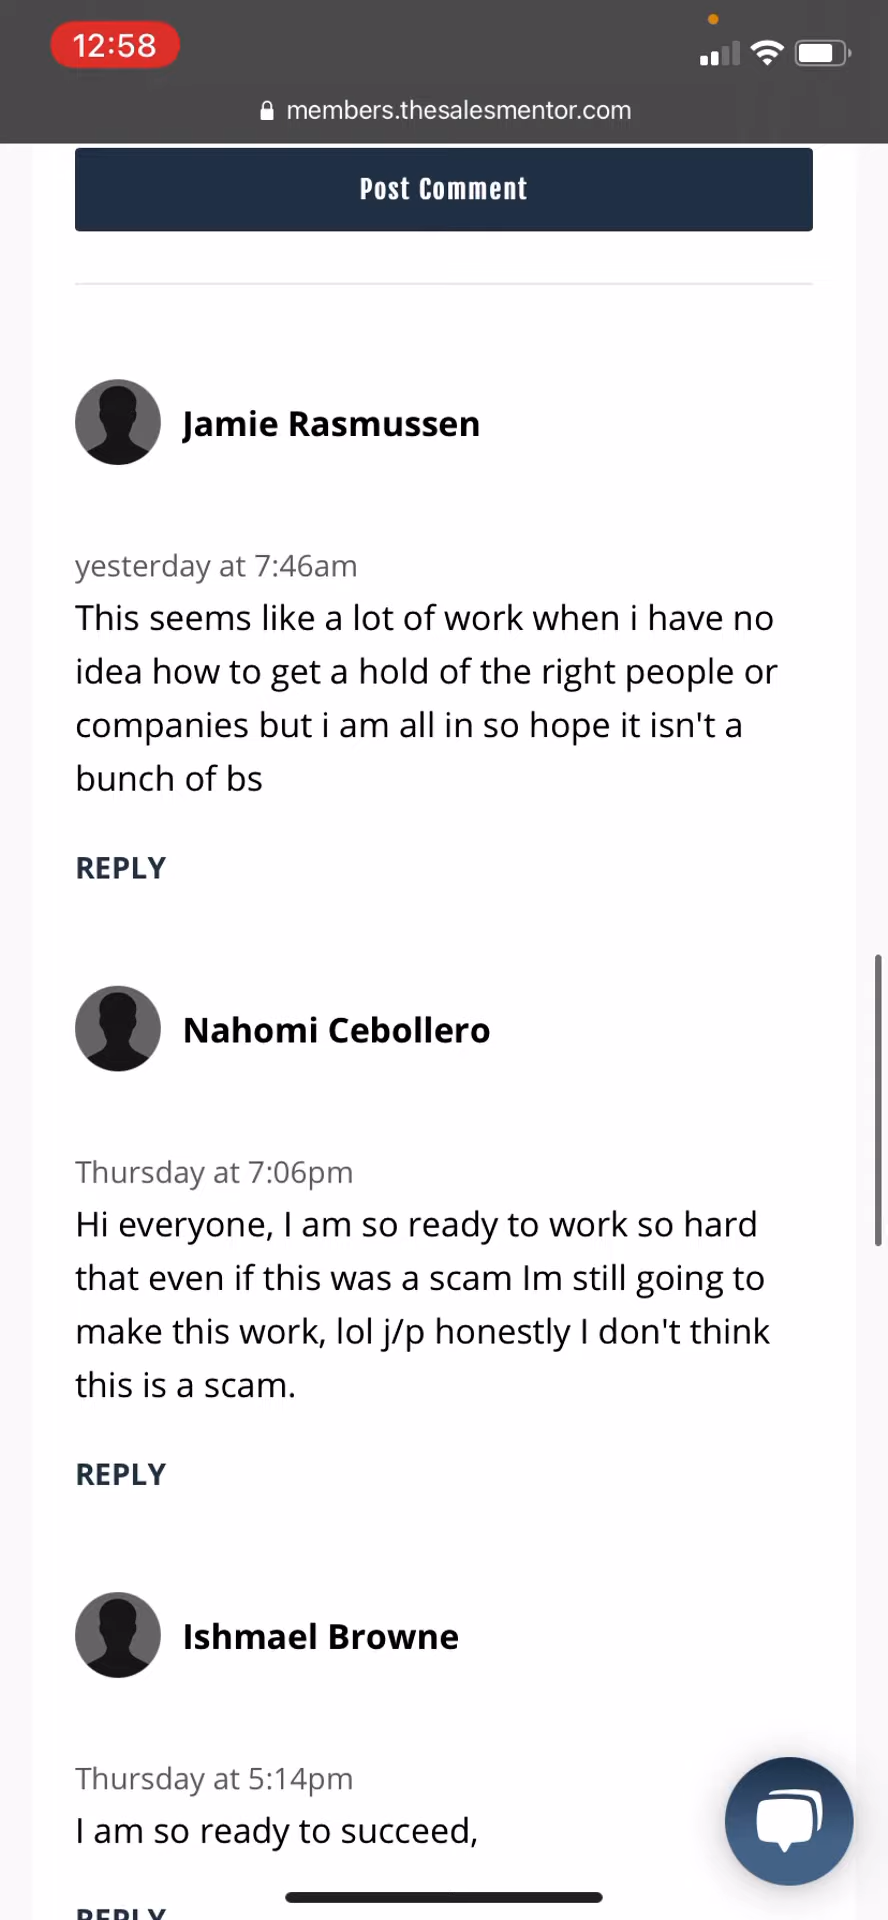 12:58
members.thesalesmentor.com
Post Comment
Jamie Rasmussen
yesterday at 7:46am
This seems like a lot of work when i have no
idea how to get a hold of the right people or
companies but i am all in so hope it isn't a
bunch of bs
REPLY
Nahomi Cebollero
Thursday at 7:06pm
Hi everyone, I am so ready to work so hard
that even if this was a scam Im still going to
make this work, lol j/p honestly I don't think
this is a scam.
REPLY
Ishmael Browne
Thursday at 5:14pm
I am so ready to succeed,
REPLY